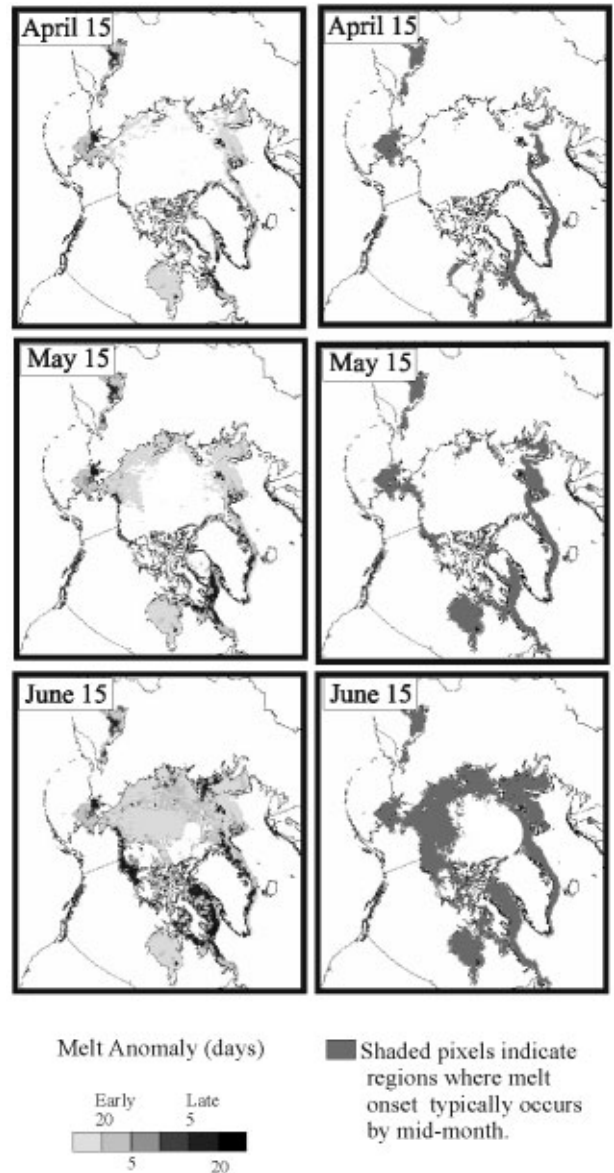 April 15
April 15
May 15
May 15
June 15
June 15
Melt Anomaly (days)
Early Late
20 5
5 20
Shaded pixels indicate
regions where melt
onset typically occurs
by mid-month.